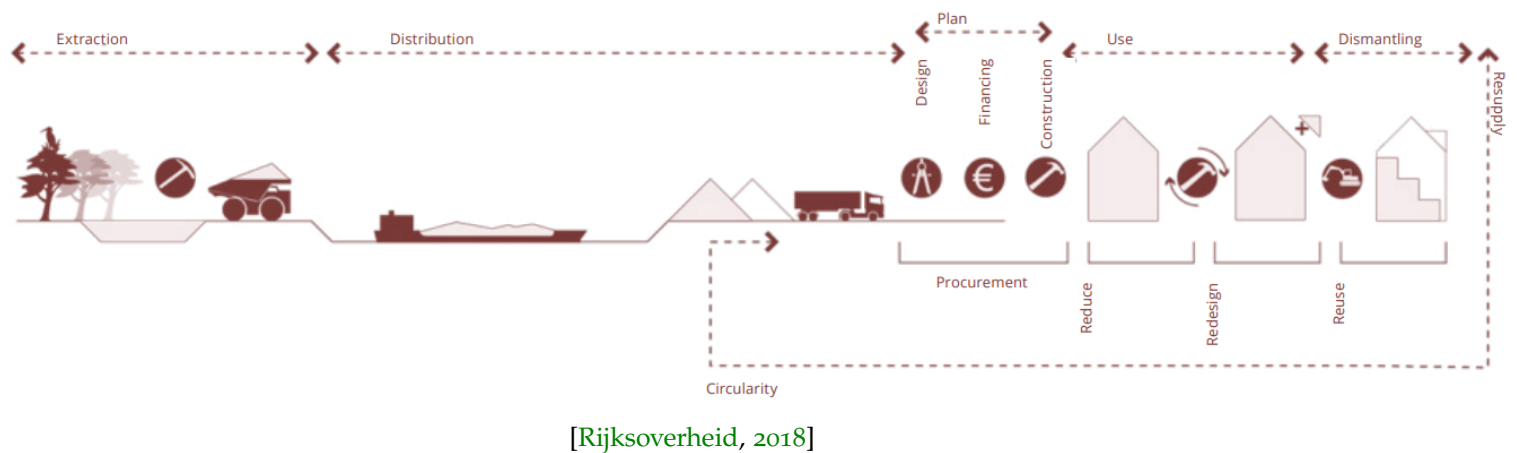 Extraction
Distribution
Plan
Design
Financing
Construction
Use
Dismantling
Resupply
€
Procurement
Reduce
Redesign
Reuse
Circularity
[Rijksoverheid, 2018]